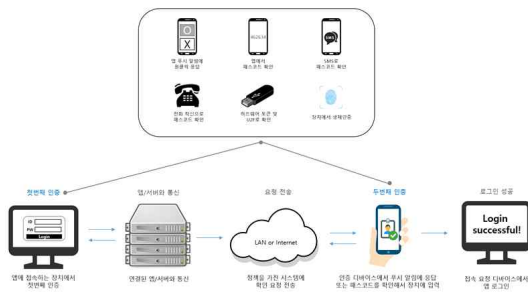 O
X
앱 푸시 알림에
응답식 응답
앱에서
패스코드 확인
SMS
SMS로
패스코드 확인
전화 회신으로
패스코드 확인
하드웨어 토큰 및
U2F로 확인
장치에서 생체인증
첫번째 인증
앱/서버와 통신
요청 전송
두번째 인증
로그인 성공
ID
PW
Login
LAN or Internet
Login
successful!
앱에 접속하는 장치에서
첫번째 인증
연결된 앱/서버와 통신
정책을 가진 시스템에
확인 요청 전송
인증 디바이스에서 푸시 알림에 응답
또는 패스코드를 확인해서 장치에 입력
접속 요청 디바이스에서
앱 로그인